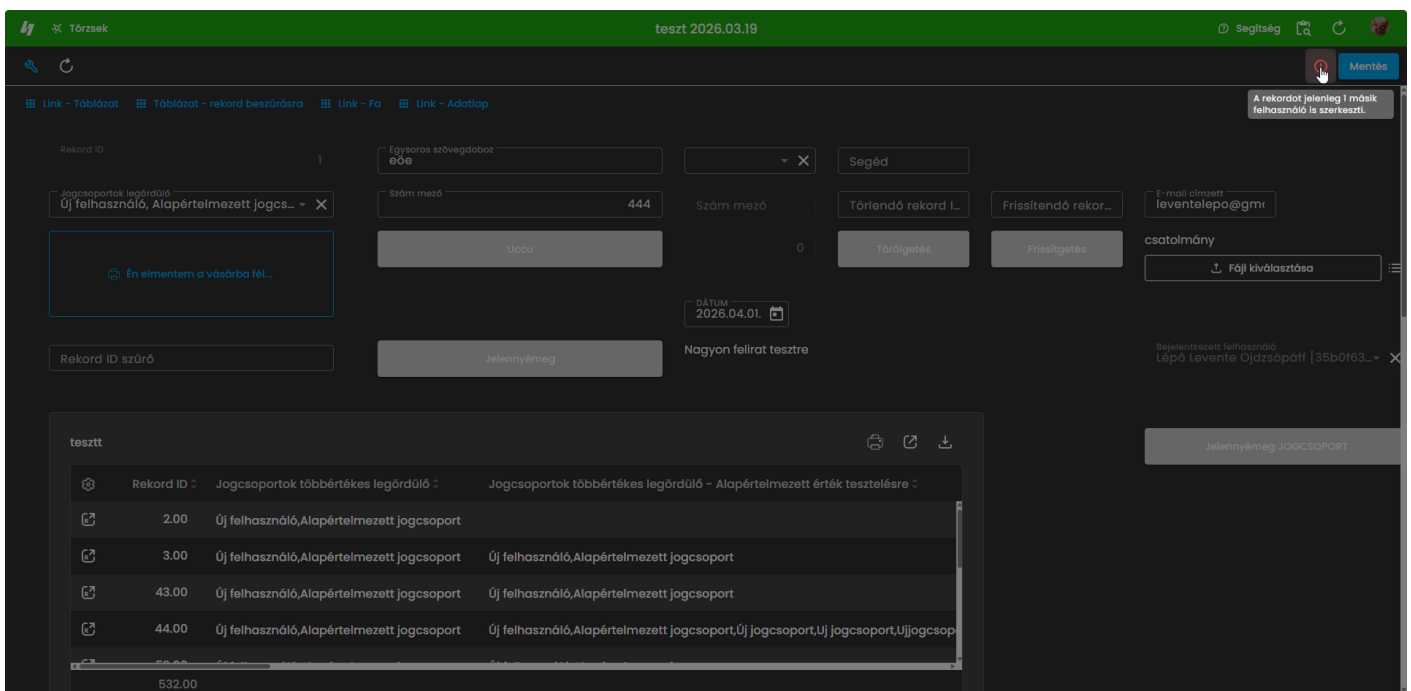 Törzsek
teszt 2026.03.19
Segítség
Mentés
A rekordot jelenleg 1 másik
felhasználó is szerkeszti.
Link - Táblázat
Táblázat - rekord beszúrásra
Link - Fa
Link - Adatlap
Rekord ID
1
Egysoros szövegdoboz
eőe
Segéd
Jogcsoportok legördülő
Új felhasználó, Alapértelmezett jogcs...
Szám mező
444
Szám mező
Törlendő rekord I...
Frissítendő rekor...
E-mail címzett
leventelepo@gm
Én elmentem a vásárba fél...
Uccu
0
Törölgetés
Frissítgetés
csatolmány
Fájl kiválasztása
DÁTUM
2026.04.01.
Rekord ID szűrő
Jelennyémeg
Nagyon felirat tesztre
Bejelentkezett felhasználó
Lépő Levente Ojdzsöpáff [35b0f63...
Jelennyémeg JOGCSOPORT
tesztt
Rekord ID
Jogcsoportok többértékes legördülő
Jogcsoportok többértékes legördülő - Alapértelmezett érték tesztelésre
2.00 Új felhasználó,Alapértelmezett jogcsoport
3.00 Új felhasználó,Alapértelmezett jogcsoport Új felhasználó,Alapértelmezett jogcsoport
43.00 Új felhasználó,Alapértelmezett jogcsoport Új felhasználó,Alapértelmezett jogcsoport
44.00 Új felhasználó,Alapértelmezett jogcsoport Új felhasználó,Alapértelmezett jogcsoport,Új jogcsoport,Uj jogcsoport,Ujjogcsop
532.00